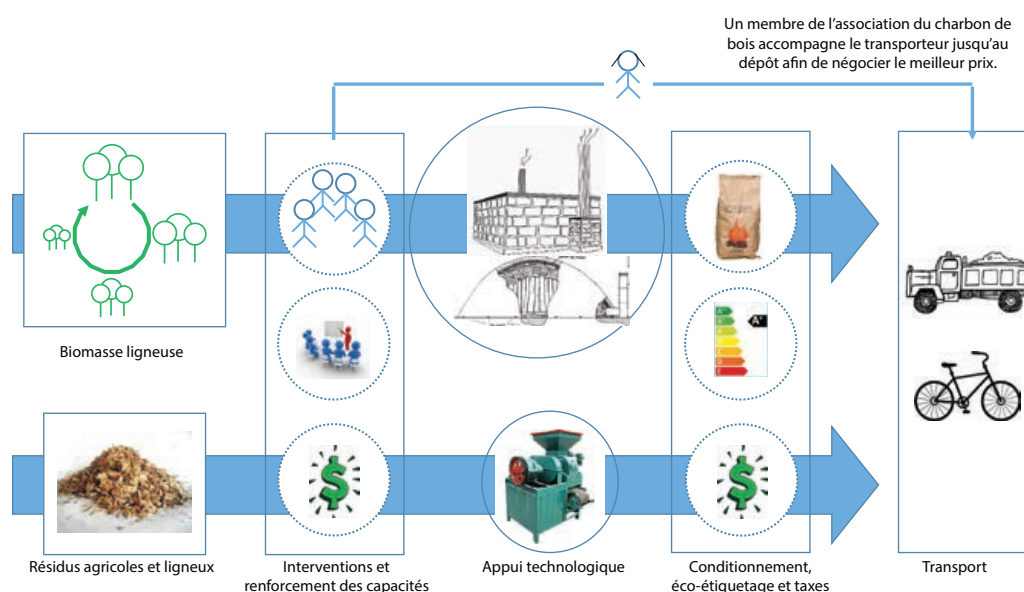 Un membre de l'association du charbon de
bois accompagne le transporteur jusqu'au
dépôt afin de négocier le meilleur prix.
Biomasse ligneuse
Résidus agricoles et ligneux
Interventions et
renforcement des capacités
Appui technologique
Conditionnement,
éco-étiquetage et taxes
Transport